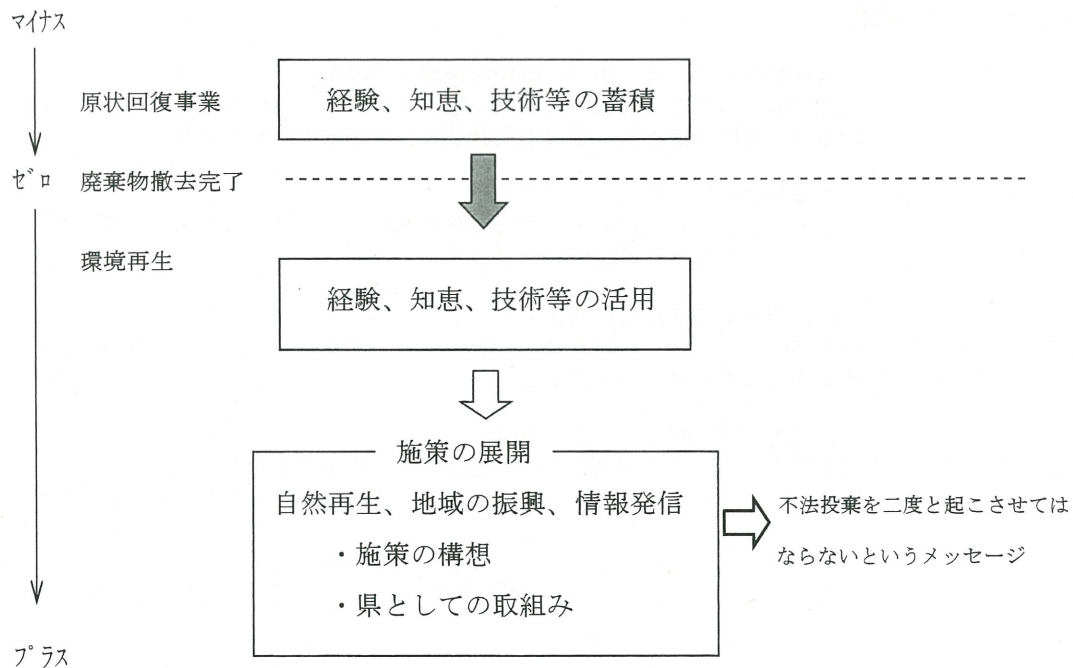 マイナス
原状回復事業
経験、知恵、技術等の蓄積
ゼロ
廃棄物撤去完了
環境再生
経験、知恵、技術等の活用
施策の展開
自然再生、地域の振興、情報発信
・施策の構想
・県としての取組み
不法投棄を二度と起こさせては
ならないというメッセージ
プラス